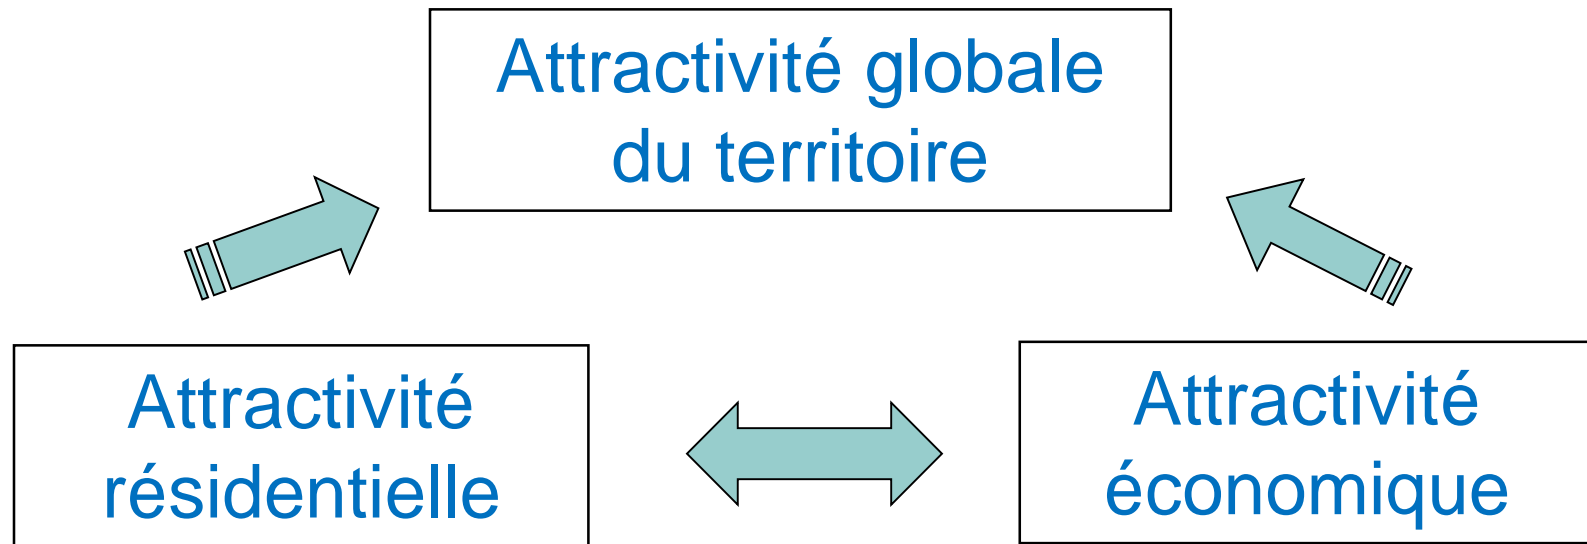 Attractivité globale
du territoire
Attractivité
résidentielle
Attractivité
économique